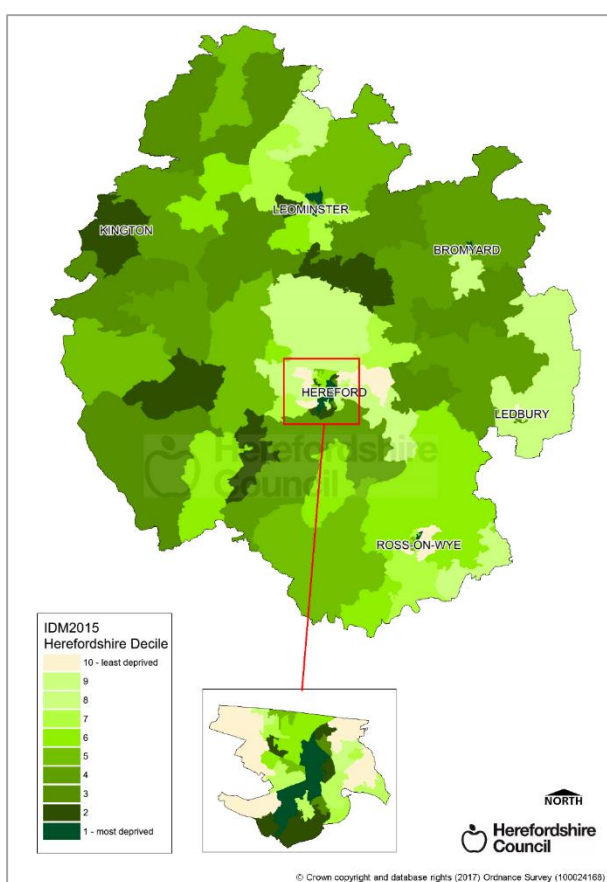 LEOMINSTER
KINGTON
BROMYARD
HEREFORD
LEDBURY
Herefordshire
Council
ROSS-ON-WYE
IDM2015
Herefordshire Decile
10 - least deprived
9
8
7
6
5
4
3
2
1 - most deprived
NORTH
Herefordshire
Council
© Crown copyright and database rights (2017) Ordnance Survey (100024168)